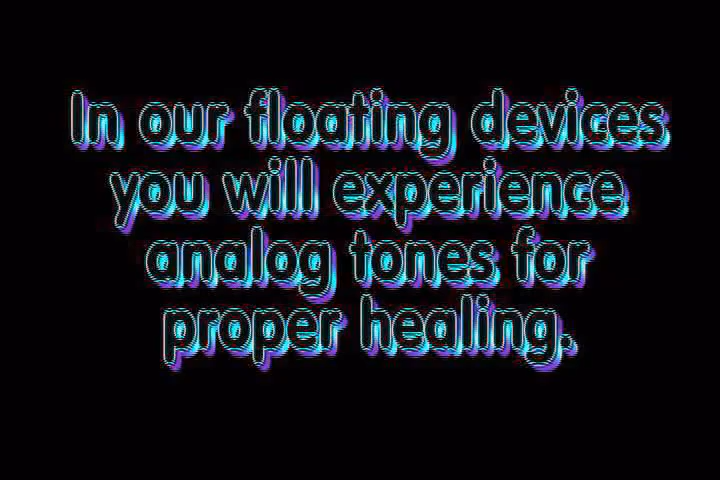 In our floating devices
you will experience
analog tones for
proper healing.